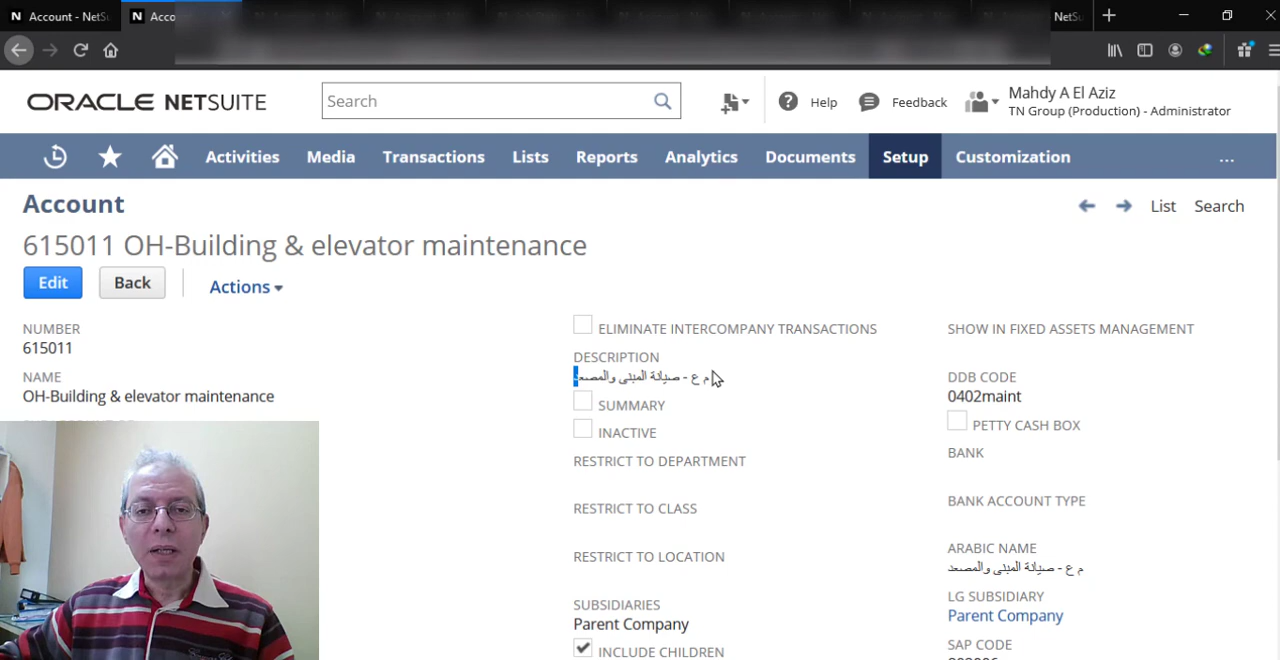 Account - NetSu
Acco
NetSu
ORACLE NETSUITE
Search
Help
Feedback
Mahdy A El Aziz
TN Group (Production) - Administrator
Activities
Media
Transactions
Lists
Reports
Analytics
Documents
Setup
Customization
...
Account
List
Search
615011 OH-Building & elevator maintenance
Edit
Back
Actions
NUMBER
615011
NAME
OH-Building & elevator maintenance
ELIMINATE INTERCOMPANY TRANSACTIONS
DESCRIPTION
م ع - صيانة المبنى والمصعد
SUMMARY
INACTIVE
RESTRICT TO DEPARTMENT
RESTRICT TO CLASS
RESTRICT TO LOCATION
SUBSIDIARIES
Parent Company
INCLUDE CHILDREN
SHOW IN FIXED ASSETS MANAGEMENT
DDB CODE
0402maint
PETTY CASH BOX
BANK
BANK ACCOUNT TYPE
ARABIC NAME
م ع - صيانة المبنى والمصعد
LG SUBSIDIARY
Parent Company
SAP CODE